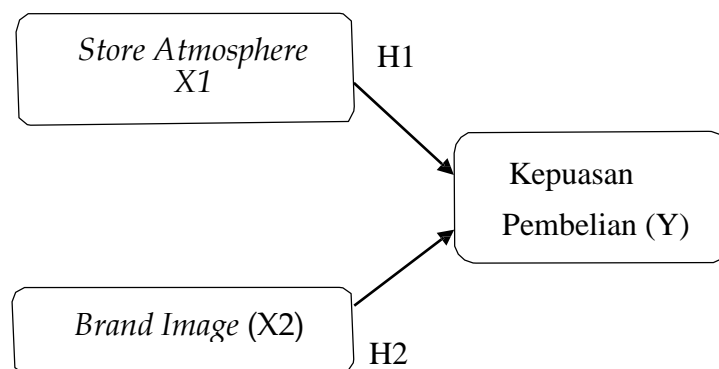 Store Atmosphere
X1
H1
Kepuasan
Pembelian (Y)
Brand Image (X2)
H2